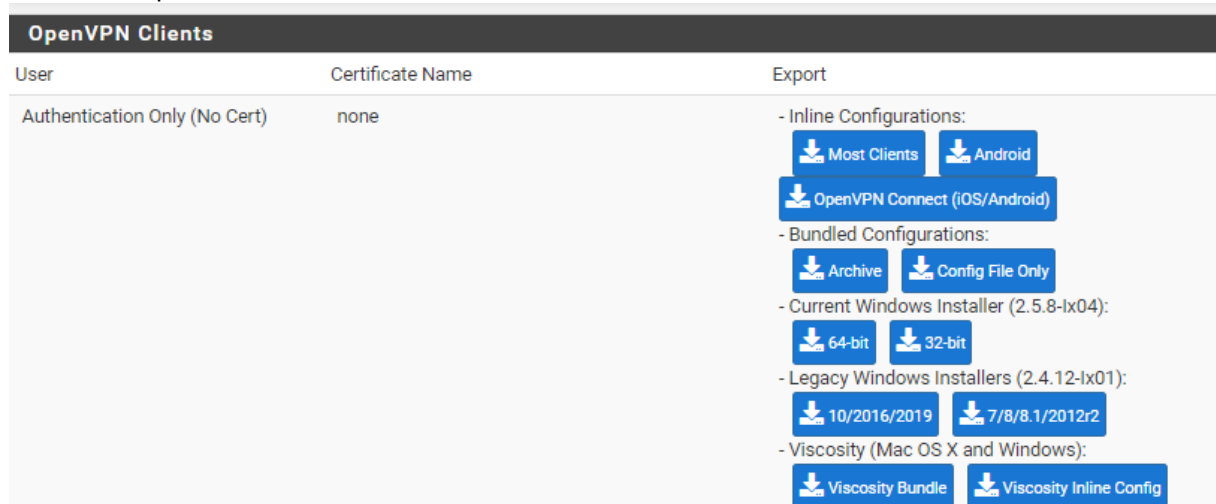 OpenVPN Clients
User Certificate Name Export
Authentication Only (No Cert) none - Inline Configurations:
Most Clients Android
OpenVPN Connect (iOS/Android)
- Bundled Configurations:
Archive Config File Only
- Current Windows Installer (2.5.8-Ix04):
64-bit 32-bit
- Legacy Windows Installers (2.4.12-Ix01):
10/2016/2019 7/8/8.1/2012r2
- Viscosity (Mac OS X and Windows):
Viscosity Bundle Viscosity Inline Config